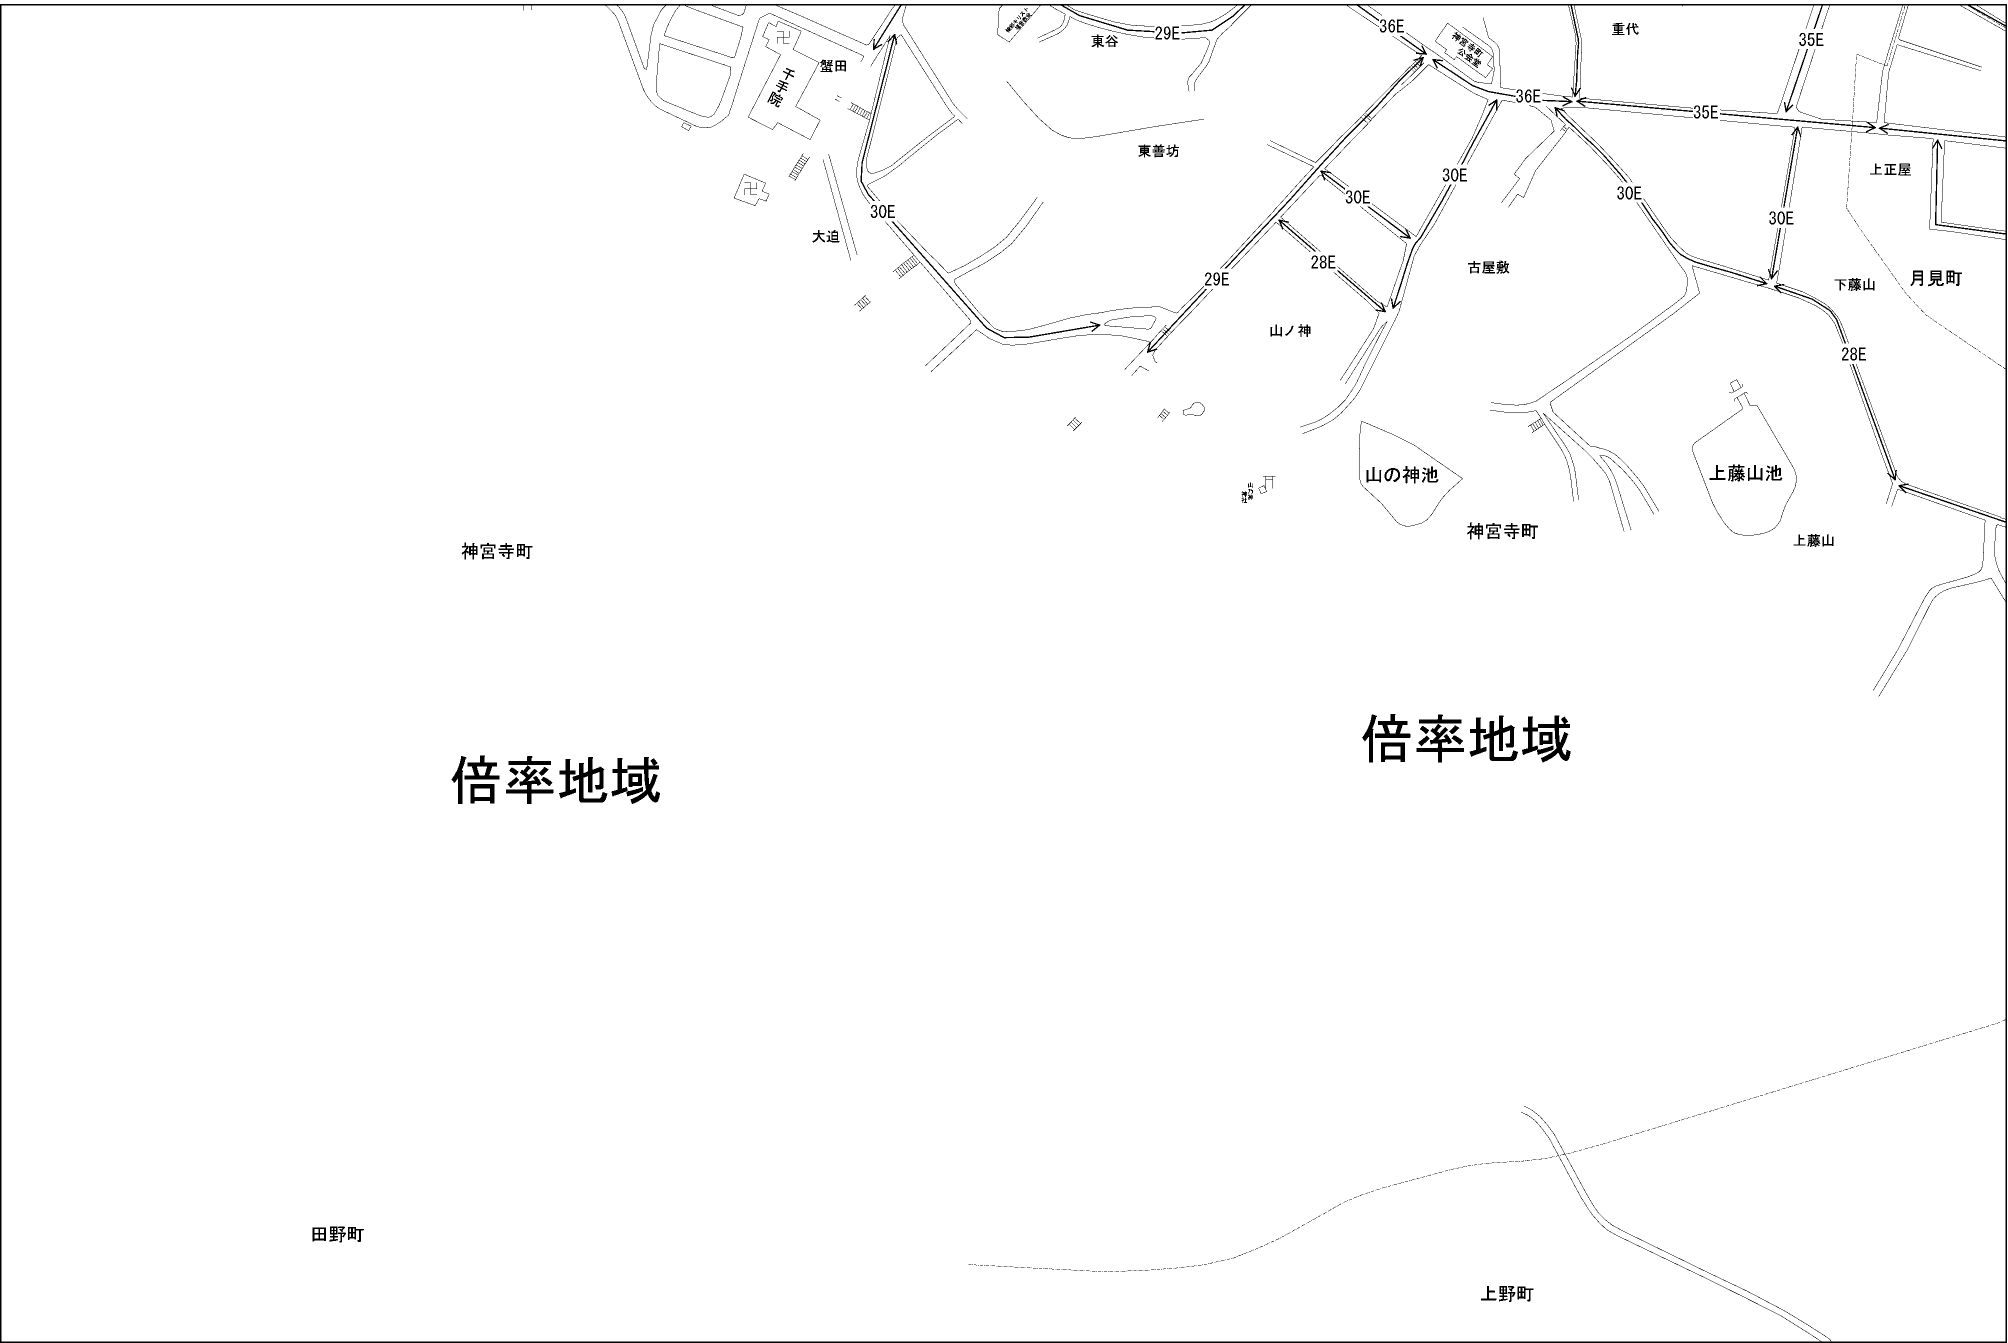 36E
29E
東谷
神宮寺町
公会堂
重代
35E
蟹田
千手院
36E
35E
東善坊
上正屋
30E
30E
30E
30E
30E
大迫
28E
29E
古屋敷
下藤山
月見町
山ノ神
28E
山の神池
上藤山池
神宮寺町
神宮寺町
上藤山
倍率地域
倍率地域
田野町
上野町